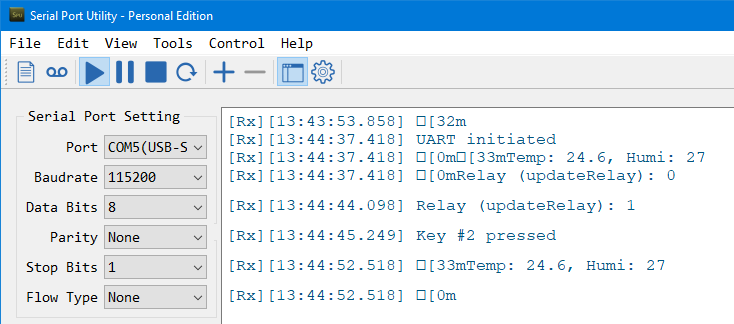 SPU Serial Port Utility - Personal Edition
File Edit View Tools Control Help
Serial Port Setting
Port COM5(USB-S
Baudrate 115200
Data Bits 8
Parity None
Stop Bits 1
Flow Type None
[Rx][13:43:53.858] □[32m
[Rx][13:44:37.418] UART initiated
[Rx][13:44:37.418] □[0m□[33mTemp: 24.6, Humi: 27
[Rx][13:44:37.418] □[0mRelay (updateRelay): 0
[Rx][13:44:44.098] Relay (updateRelay): 1
[Rx][13:44:45.249] Key #2 pressed
[Rx][13:44:52.518] □[33mTemp: 24.6, Humi: 27
[Rx][13:44:52.518] □[0m